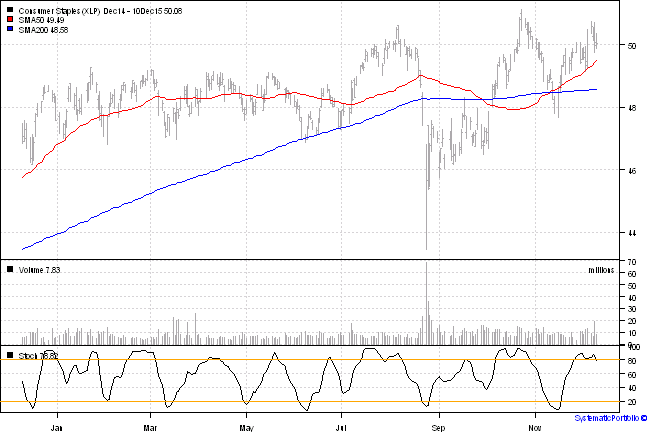 Consumer Staples (XLP) Dec14 - 10Dec15 50.08
SMA50 49.49
SMA200 48.58
50
48
46
44
Volume 7.83
millions
70
60
50
40
30
20
10
0
Stoch 78.82
100
80
60
40
20
Jan
Mar
May
Jul
Sep
Nov
SystematicPortfolio ©